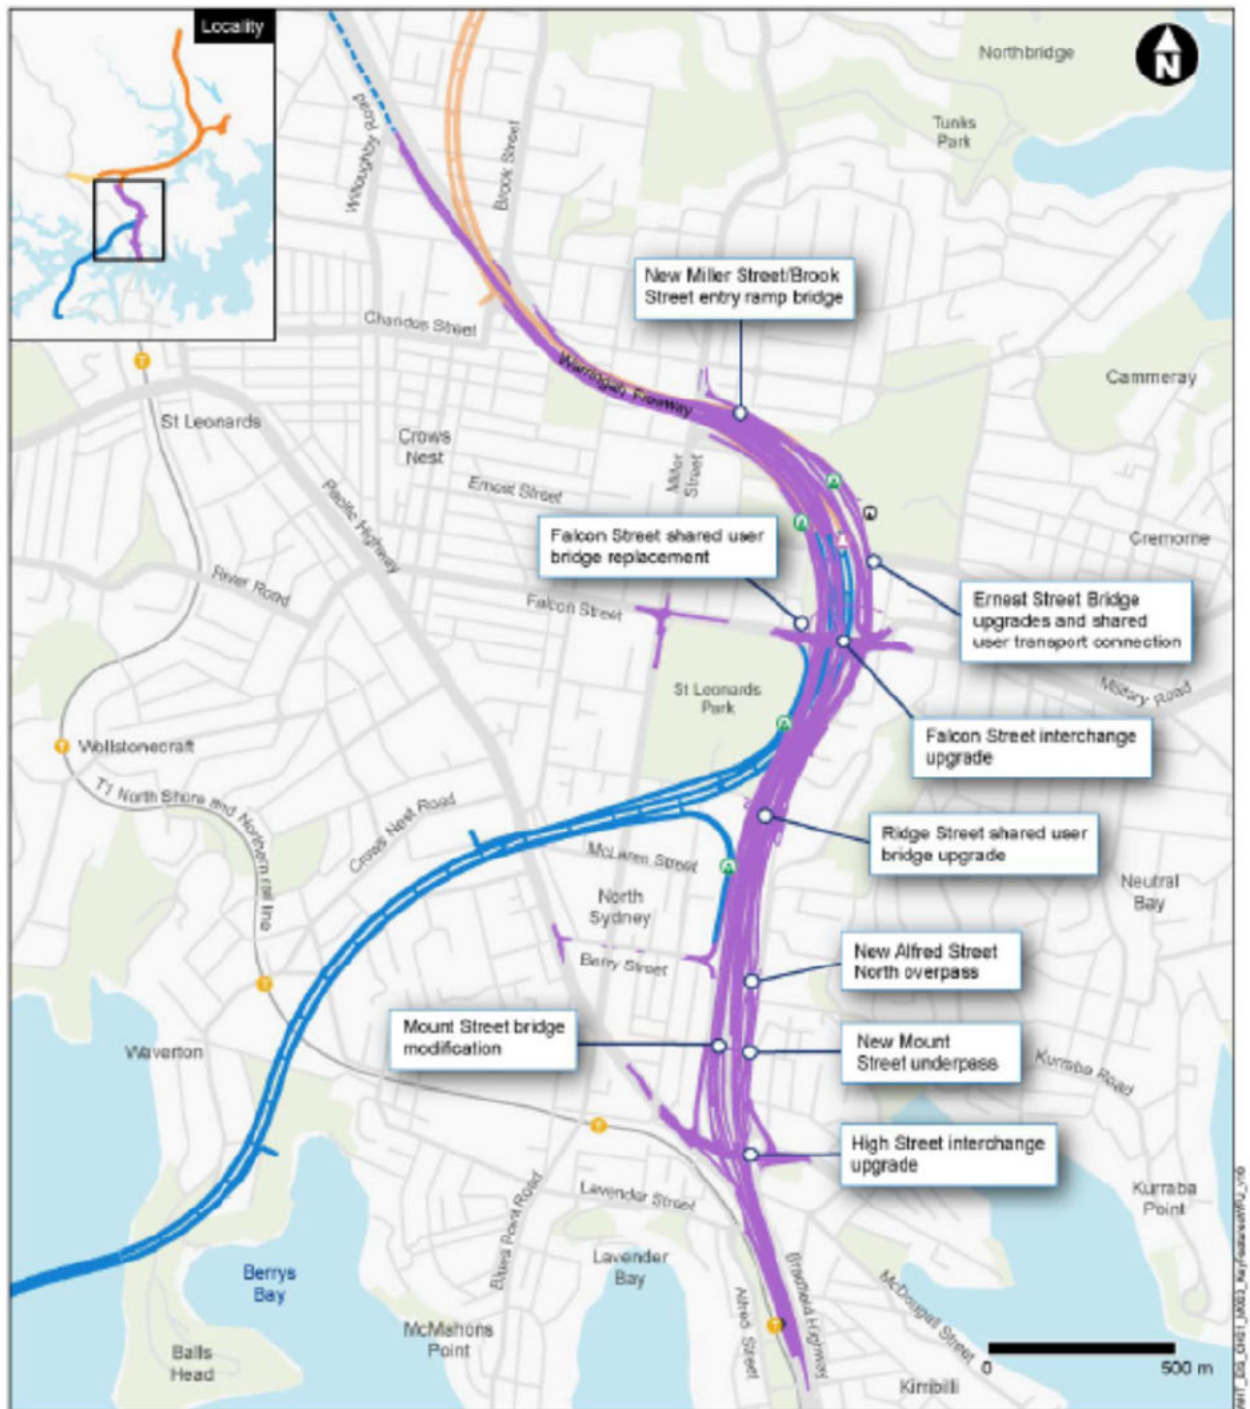 Locality
N
Northbridge
Tunks
Park
Willoughby Road
Brook Street
New Miller Street/Brook
Street entry ramp bridge
Chandos Street
Warringah Freeway
Cammeray
St Leonards
Crows
Nest
Miller
Street
Ernest Street
Pacific Highway
Falcon Street shared user
bridge replacement
Cremorne
River Road
Falcon Street
Ernest Street Bridge
upgrades and shared
user transport connection
St Leonards
Park
Military Road
Wollstonecraft
Falcon Street interchange
upgrade
T1 North Shore and Northern rail line
Crows Nest Road
Ridge Street shared user
bridge upgrade
McLaren Street
North
Sydney
Neutral
Bay
Berry Street
New Alfred Street
North overpass
Mount Street bridge
modification
Waverton
New Mount
Street underpass
Kurraba Road
High Street interchange
upgrade
Lavender Street
Kurraba
Point
Blues Point Road
Lavender
Bay
Berrys
Bay
Bradfield Highway
Alfred Street
McDougall Street
McMahons
Point
Balls
Head
Kirribilli
0 500 m